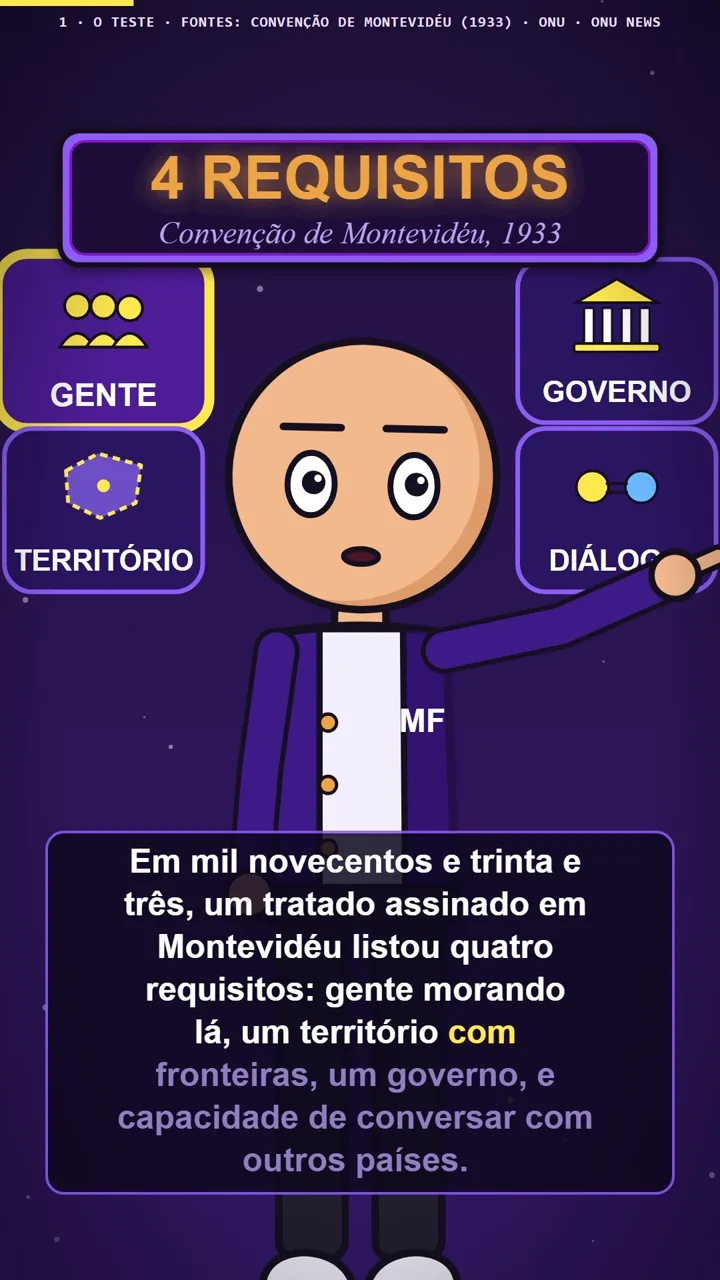 1 · O TESTE · FONTES: CONVENÇÃO DE MONTEVIDÉU (1933) · ONU · ONU NEWS
4 REQUISITOS
Convenção de Montevidéu, 1933
GENTE
GOVERNO
TERRITÓRIO
DIÁLOG
MF
Em mil novecentos e trinta e
três, um tratado assinado em
Montevidéu listou quatro
requisitos: gente morando
lá, um território com
fronteiras, um governo, e
capacidade de conversar com
outros países.